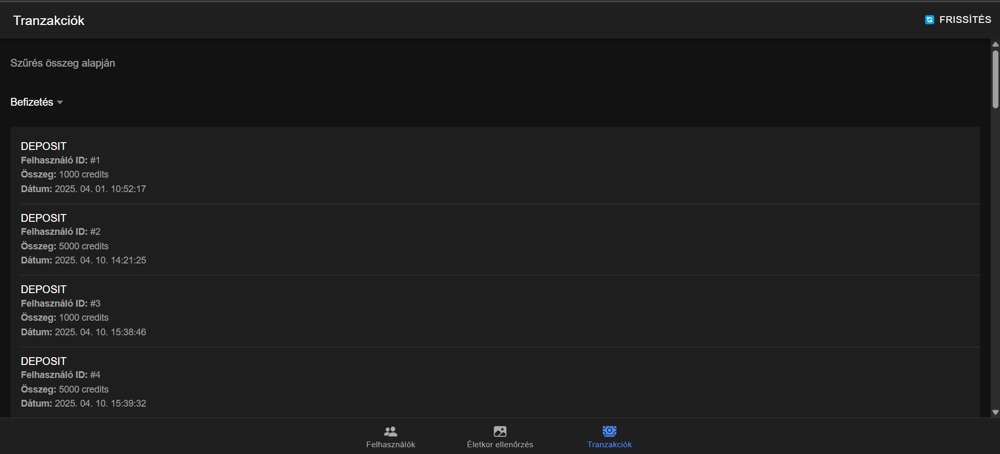 Tranzakciók
FRISSÍTÉS
Szűrés összeg alapján
Befizetés
DEPOSIT
Felhasználó ID: #1
Összeg: 1000 credits
Dátum: 2025. 04. 01. 10:52:17
DEPOSIT
Felhasználó ID: #2
Összeg: 5000 credits
Dátum: 2025. 04. 10. 14:21:25
DEPOSIT
Felhasználó ID: #3
Összeg: 1000 credits
Dátum: 2025. 04. 10. 15:38:46
DEPOSIT
Felhasználó ID: #4
Összeg: 5000 credits
Dátum: 2025. 04. 10. 15:39:32
Felhasználók
Életkor ellenőrzés
Tranzakciók